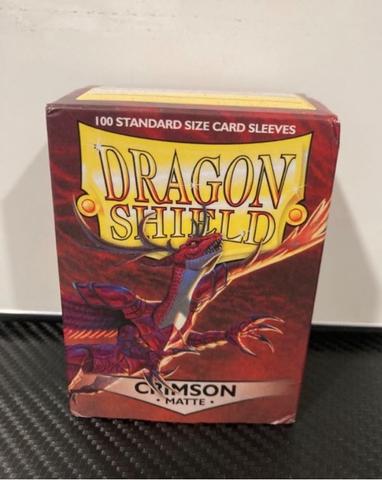 100 STANDARD SIZE CARD SLEEVES
DRAGON
SHIELD
CRIMSON
• MATTE •